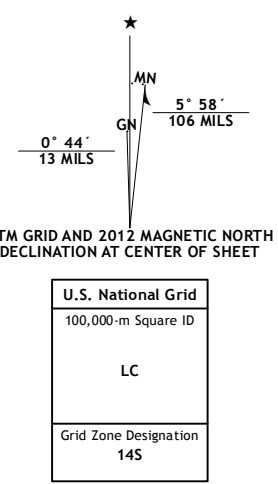 MN
5° 58´
106 MILS
GN
0° 44´
13 MILS
TM GRID AND 2012 MAGNETIC NORTH
DECLINATION AT CENTER OF SHEET
U.S. National Grid
100,000-m Square ID
LC
Grid Zone Designation
14S